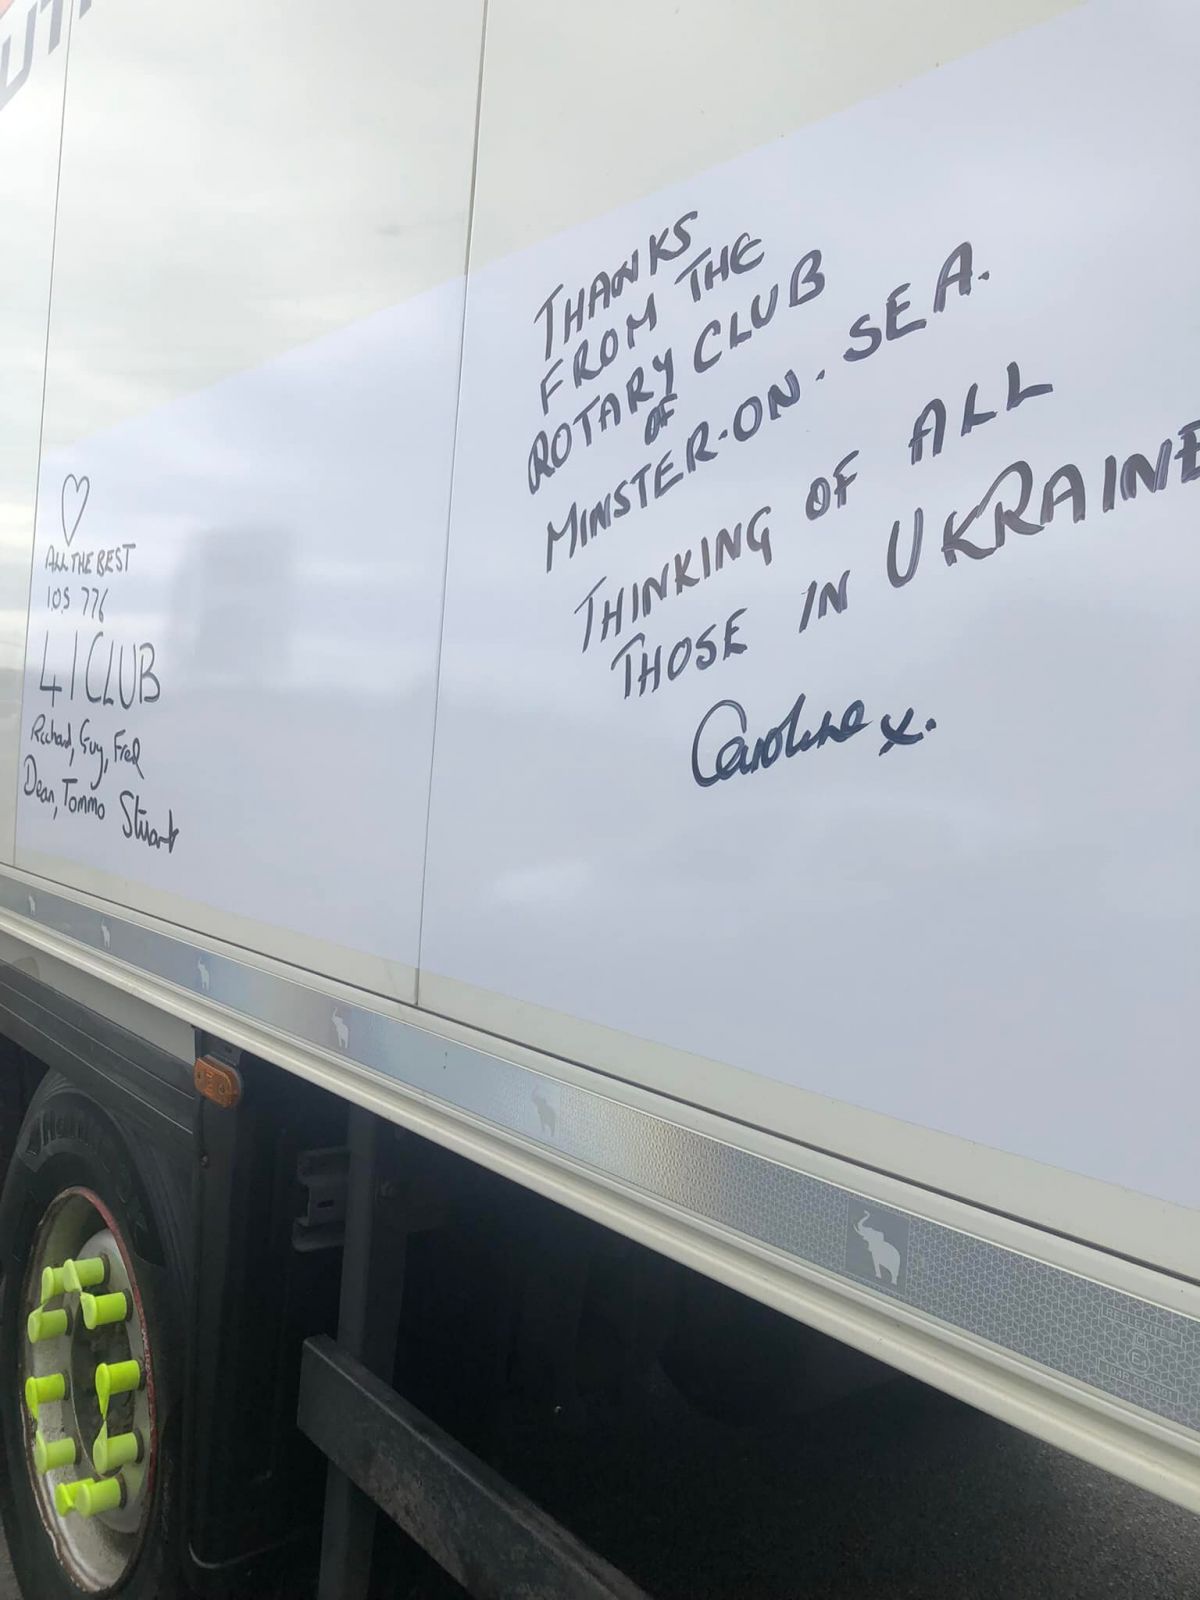 THANKS
FROM THE
ROTARY CLUB
OF
MINSTER-ON-SEA.
THINKING OF ALL
THOSE IN UKRAINE
Caroline x.
ALL THE BEST
I.O.S 776
41 CLUB
Richard, Guy, Fred
Dean, Tommo Stuart